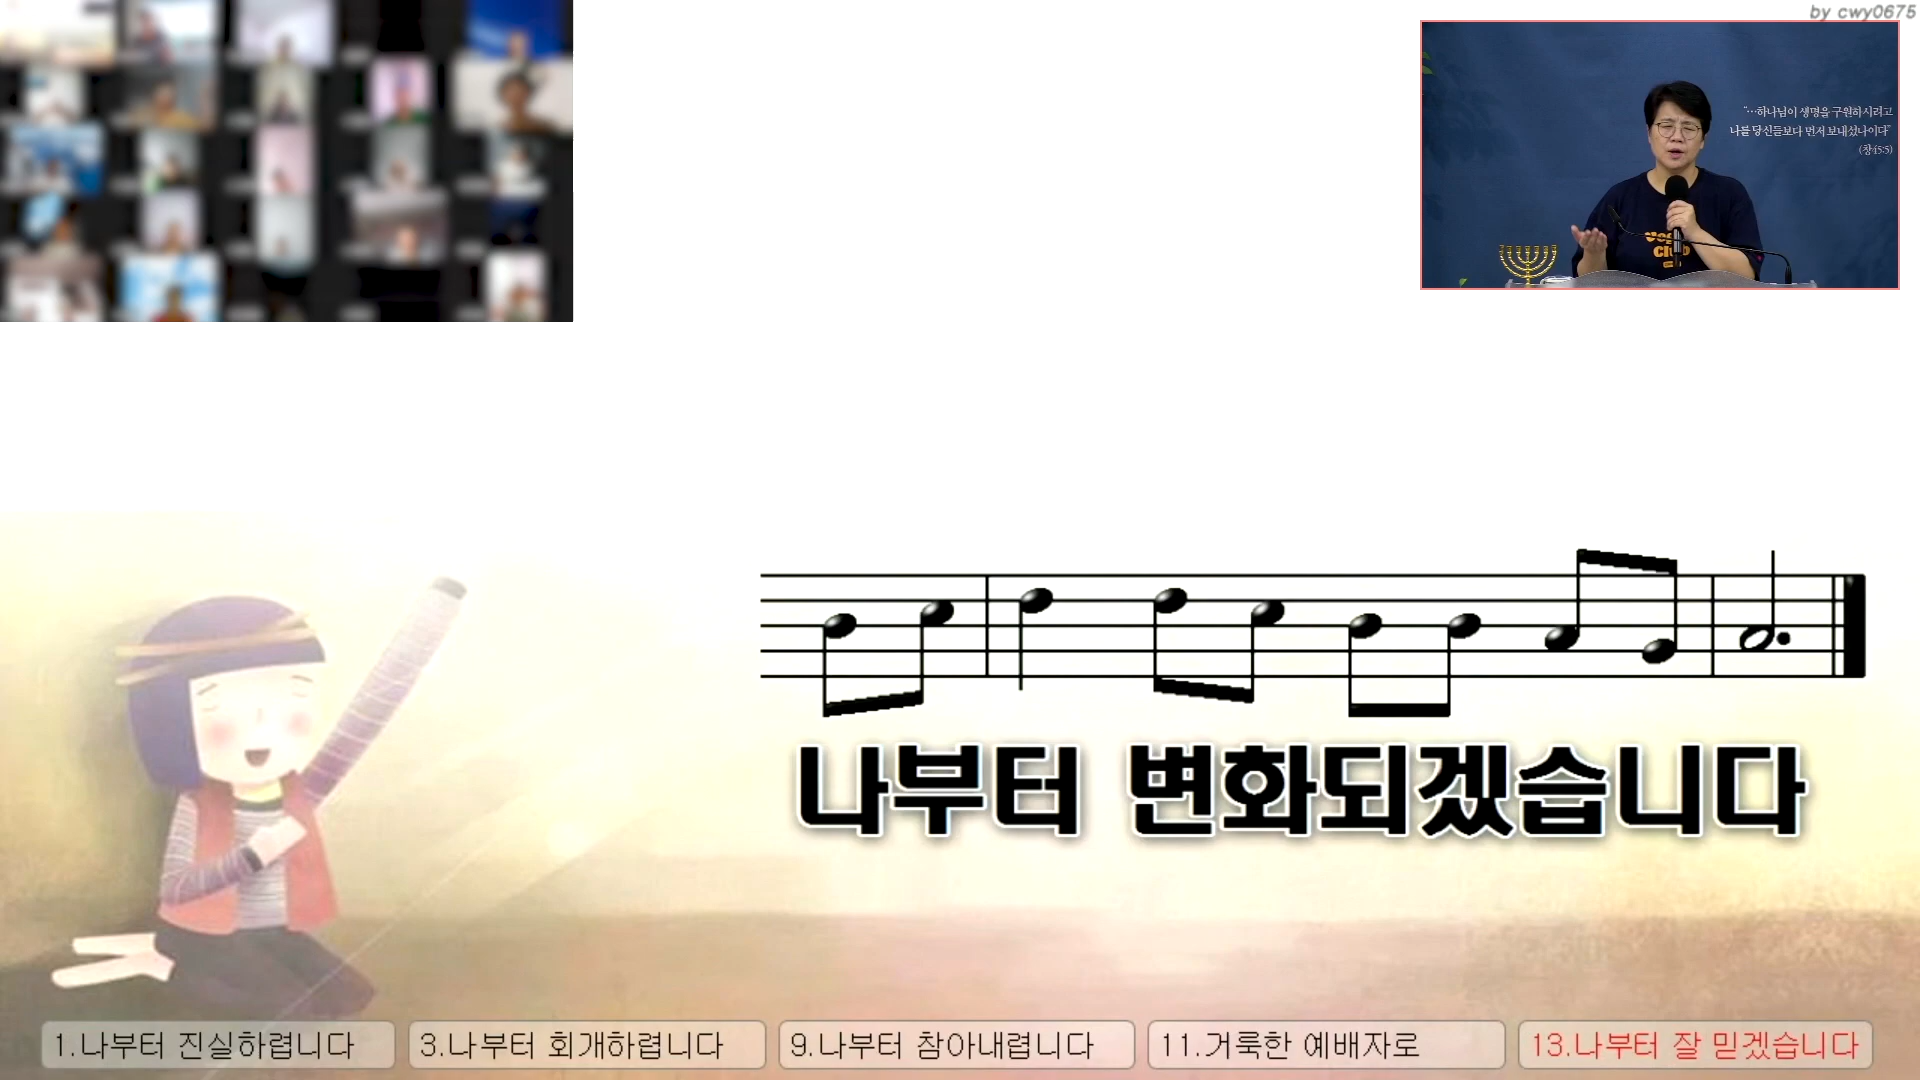 by cwy0675
"…하나님이 생명을 구원하시려고
나를 당신들보다 먼저 보내셨나이다"
(창45:5)
나부터 변화되겠습니다
1.나부터 진실하렵니다
3.나부터 회개하렵니다
9.나부터 참아내렵니다
11.거룩한 예배자로
13.나부터 잘 믿겠습니다